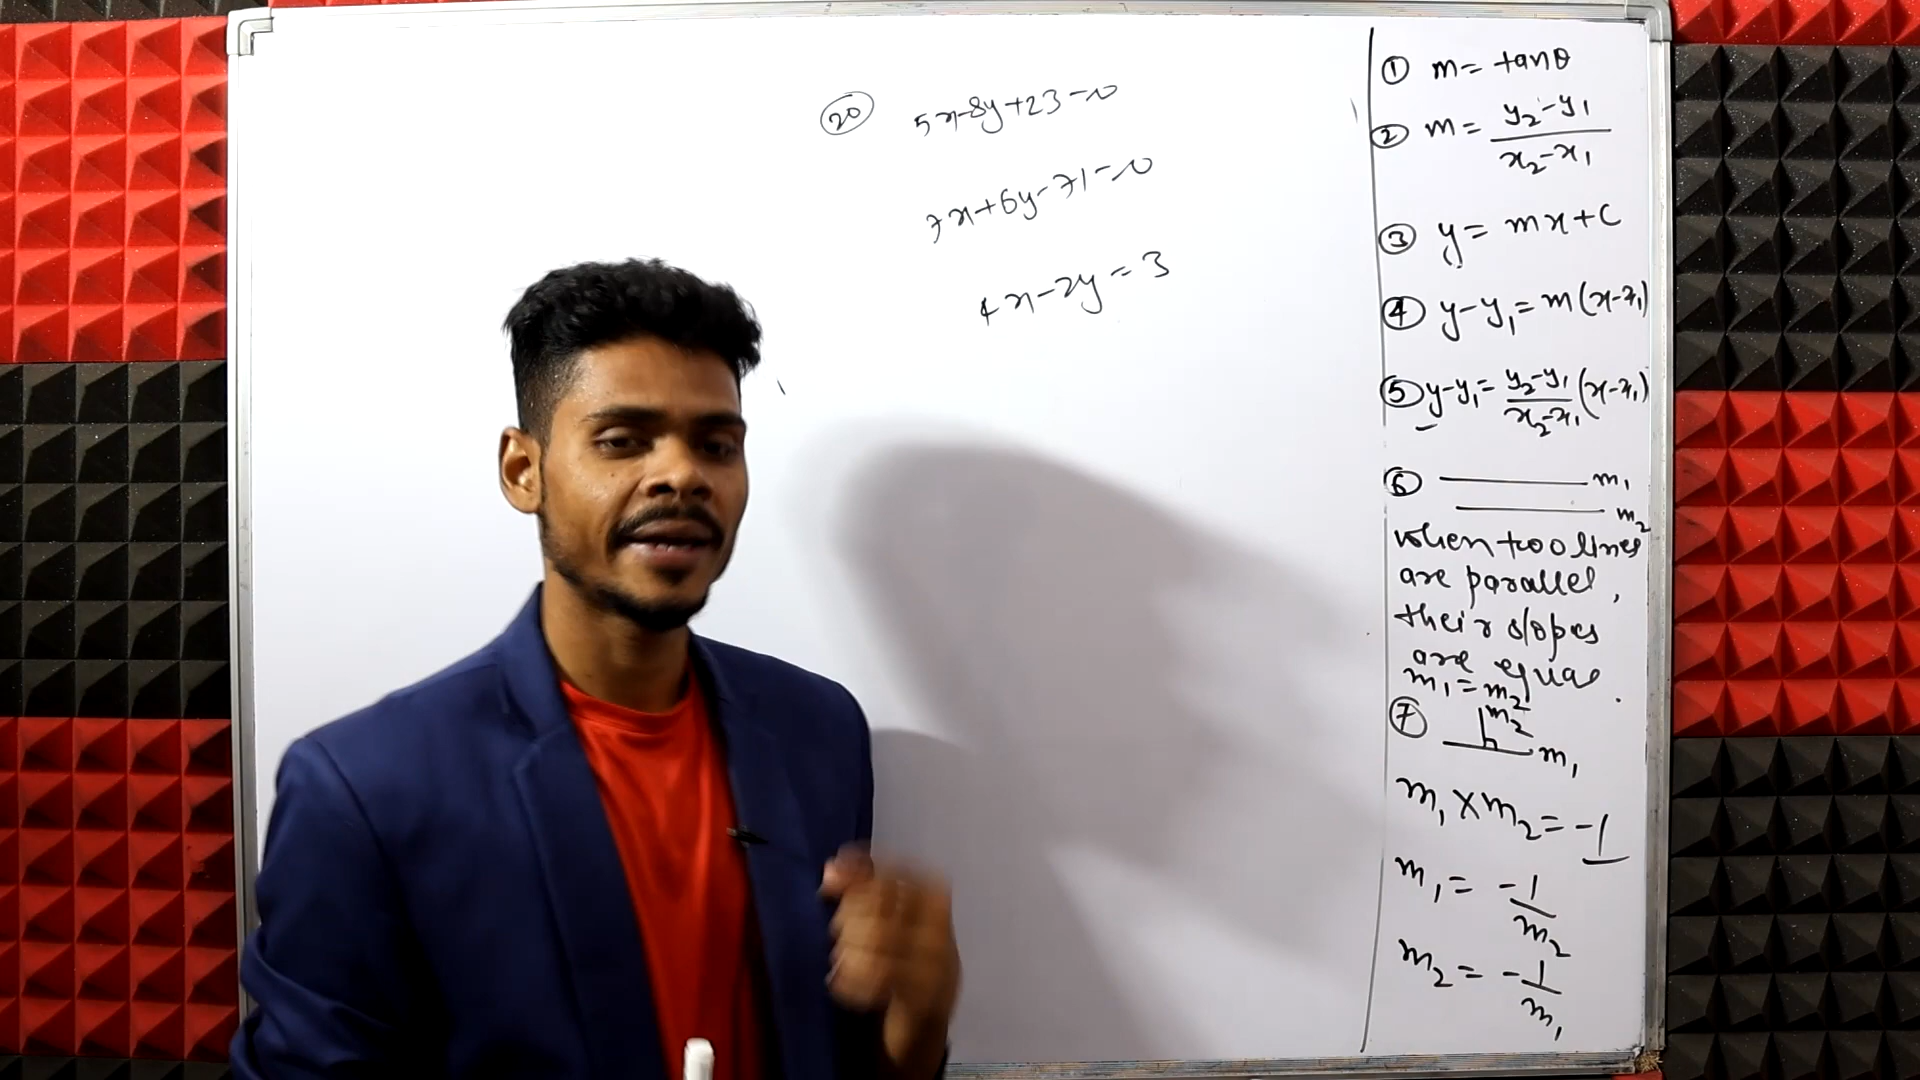 20 5x-8y+23=0
7x+6y-71=0
4x-2y=3
① m = tanθ
② m = y₂-y₁ / x₂-x₁
③ y = mx+c
④ y-y₁ = m(x-x₁)
⑤ y-y₁ = y₂-y₁ / x₂-x₁ (x-x₁)
⑥ m₁
m₂
when two lines
are parallel,
their slopes
are equal.
m₁ = m₂
⑦ m₂
m₁
m₁ x m₂ = -1
m₁ = -1 / m₂
m₂ = -1 / m₁